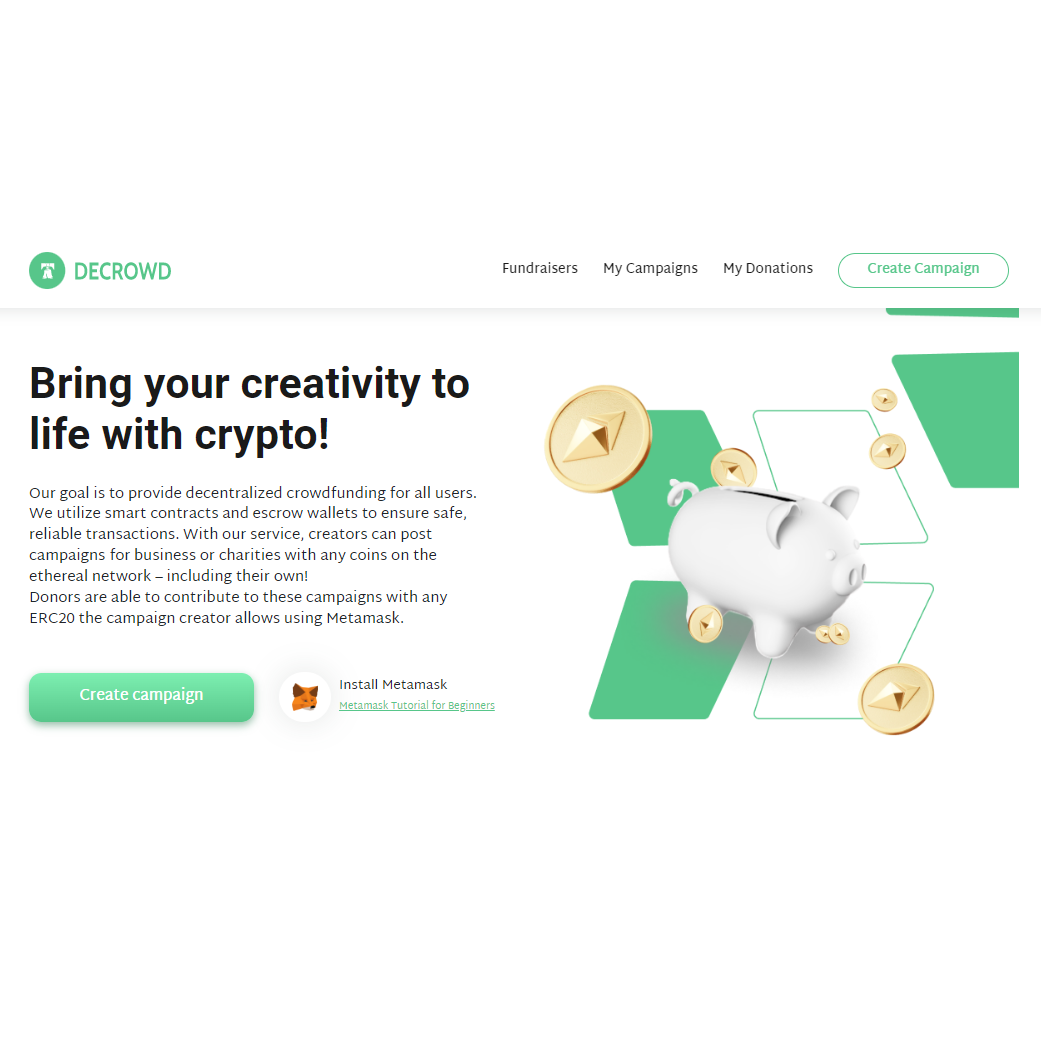 DECROWD
Fundraisers
My Campaigns
My Donations
Create Campaign
Bring your creativity to
life with crypto!
Our goal is to provide decentralized crowdfunding for all users.
We utilize smart contracts and escrow wallets to ensure safe,
reliable transactions. With our service, creators can post
campaigns for business or charities with any coins on the
ethereal network – including their own!
Donors are able to contribute to these campaigns with any
ERC20 the campaign creator allows using Metamask.
Create campaign
Install Metamask
Metamask Tutorial for Beginners